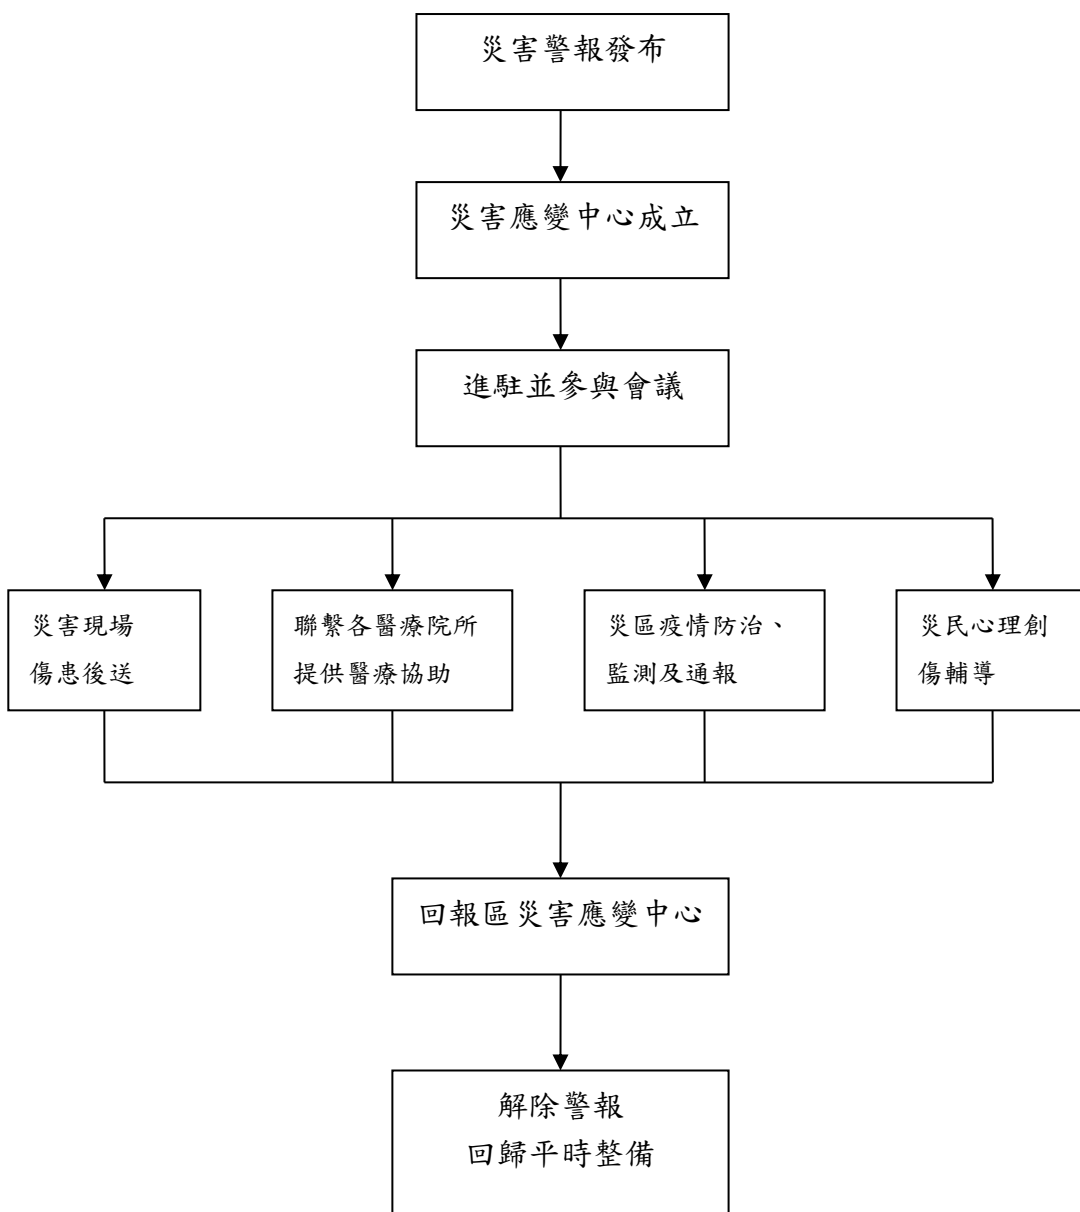 災害警報發布
災害應變中心成立
進駐並參與會議
災害現場
傷患後送
聯繫各醫療院所
提供醫療協助
災區疫情防治、
監測及通報
災民心理創
傷輔導
回報區災害應變中心
解除警報
回歸平時整備